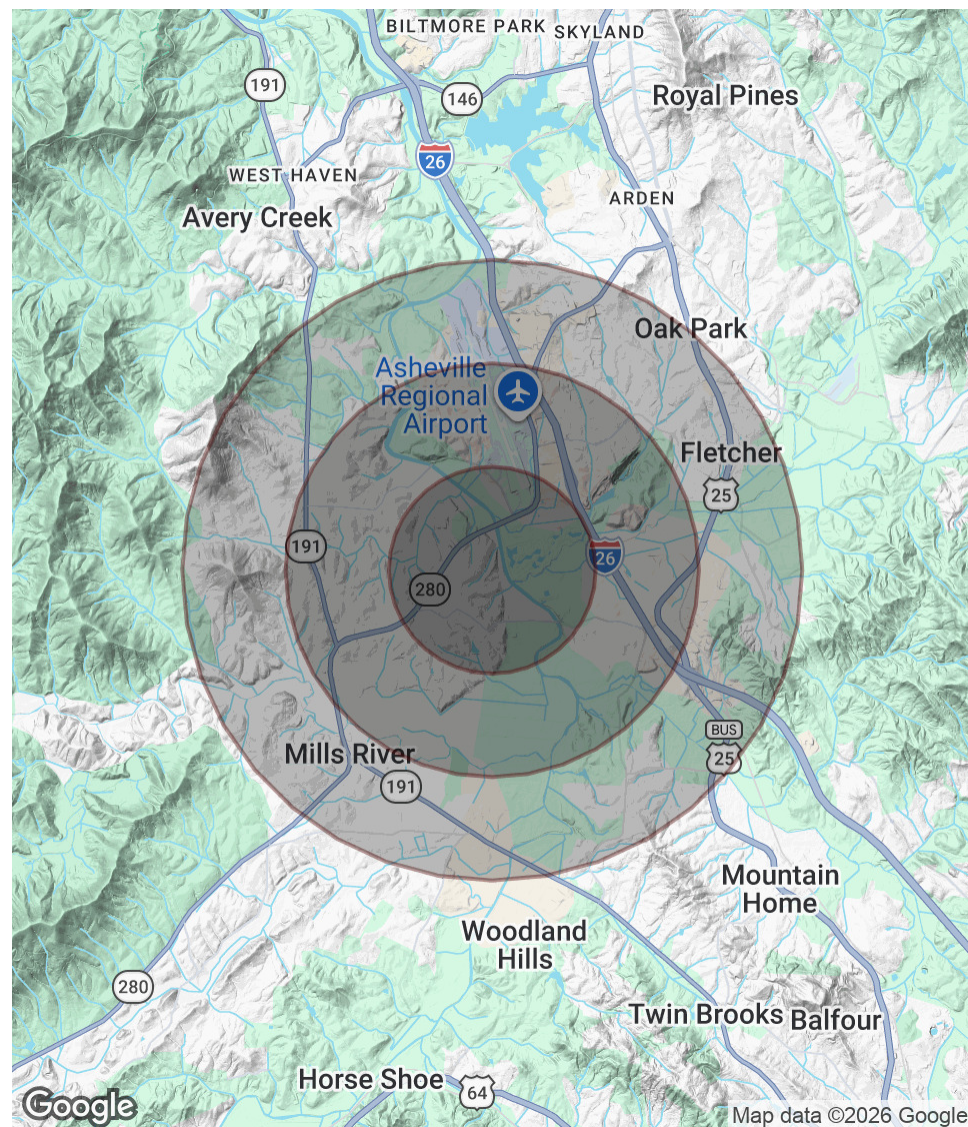 BILTMORE PARK
SKYLAND
191
146
Royal Pines
26
WEST HAVEN
ARDEN
Avery Creek
Oak Park
Asheville
Regional
Airport
Fletcher
25
191
26
280
BUS
25
Mills River
191
Mountain
Home
Woodland
Hills
280
Twin Brooks
Balfour
Horse Shoe
64
Google
Map data ©2026 Google